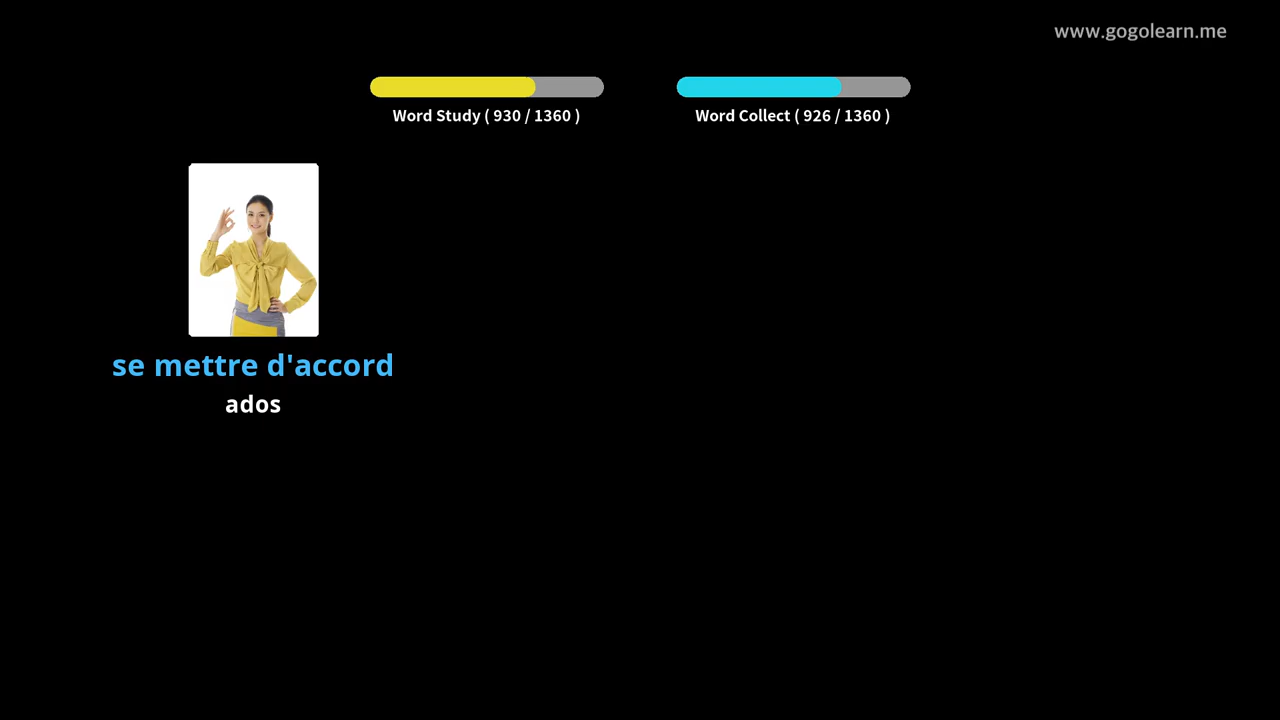 www.gogolearn.me
Word Study ( 930 / 1360 )
Word Collect ( 926 / 1360 )
se mettre d'accord
ados